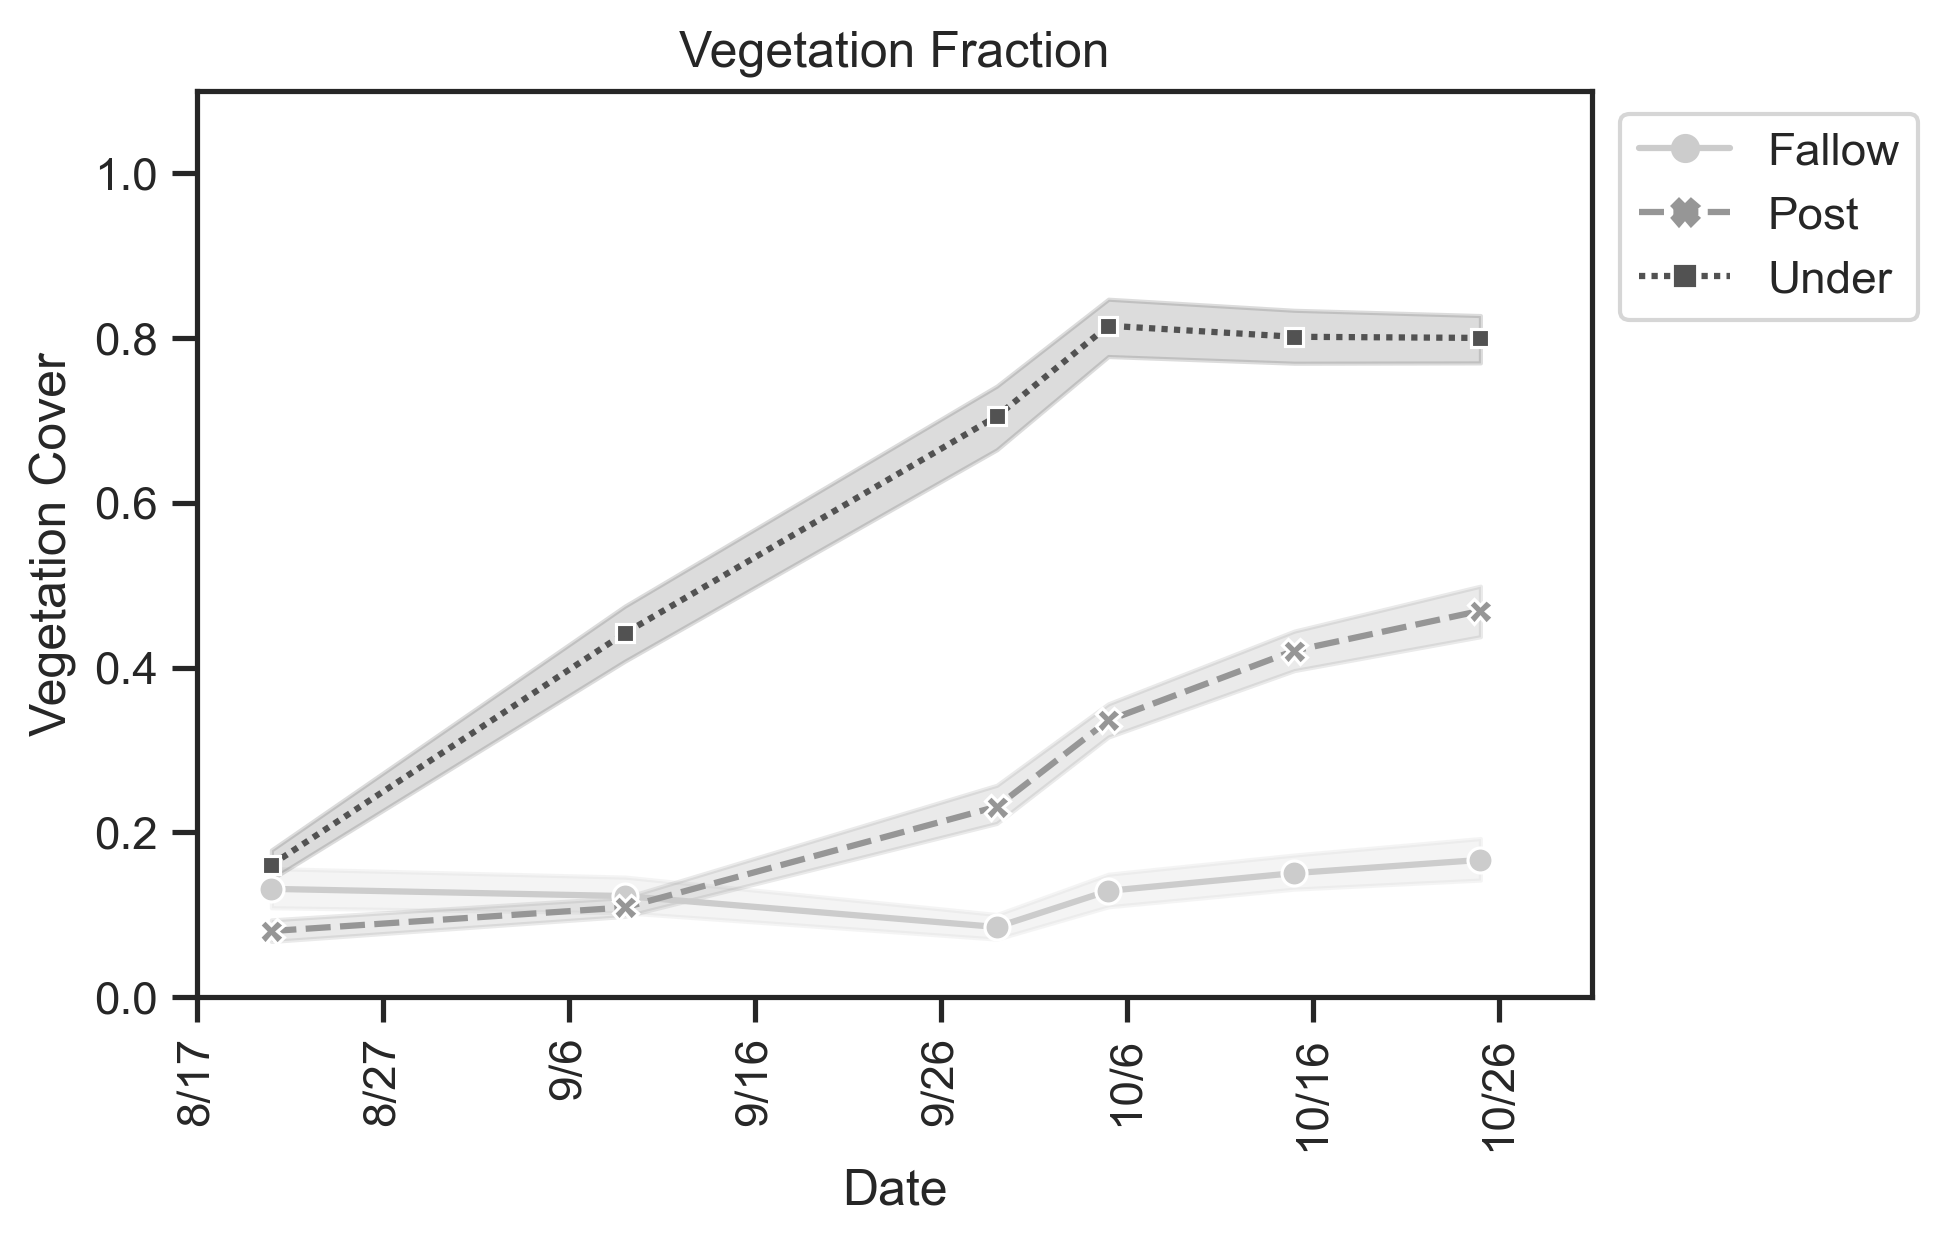 Vegetation Fraction
Fallow
Post
Under
Vegetation Cover
1.0
0.8
0.6
0.4
0.2
0.0
8/17
8/27
9/6
9/16
9/26
10/6
10/16
10/26
Date